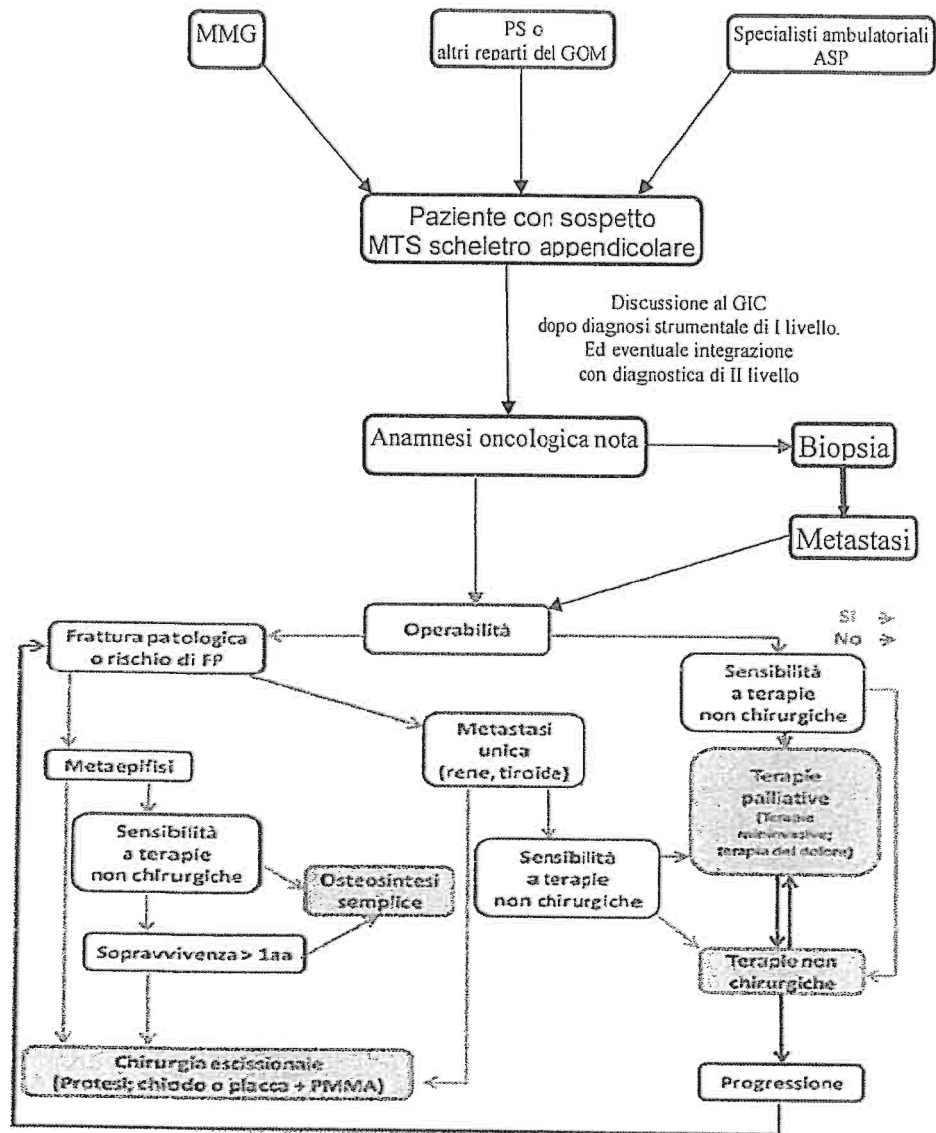 MMG
PS o
altri reparti del GOM
Specialisti ambulatoriali
ASP
Paziente con sospetto
MTS scheletro appendicolare
Discussione al GIC
dopo diagnosi strumentale di I livello.
Ed eventuale integrazione
con diagnostica di II livello
Anamnesi oncologica nota
Biopsia
Metastasi
Operabilità
Si
No
Frattura patologica
o rischio di FP
Sensibilità
a terapie
non chirurgiche
Metastasi
unica
(rene, tiroide)
Metaepifisi
Terapie
palliative
(Terapie
terapia del dolore)
Sensibilità
a terapie
non chirurgiche
Sensibilità
a terapie
non chirurgiche
Osteosintesi
semplice
Sopravvivenza > 1aa
Terapie non
chirurgiche
Chirurgia escissionale
(Protesi; chiodo o placca + PMMA)
Progressione